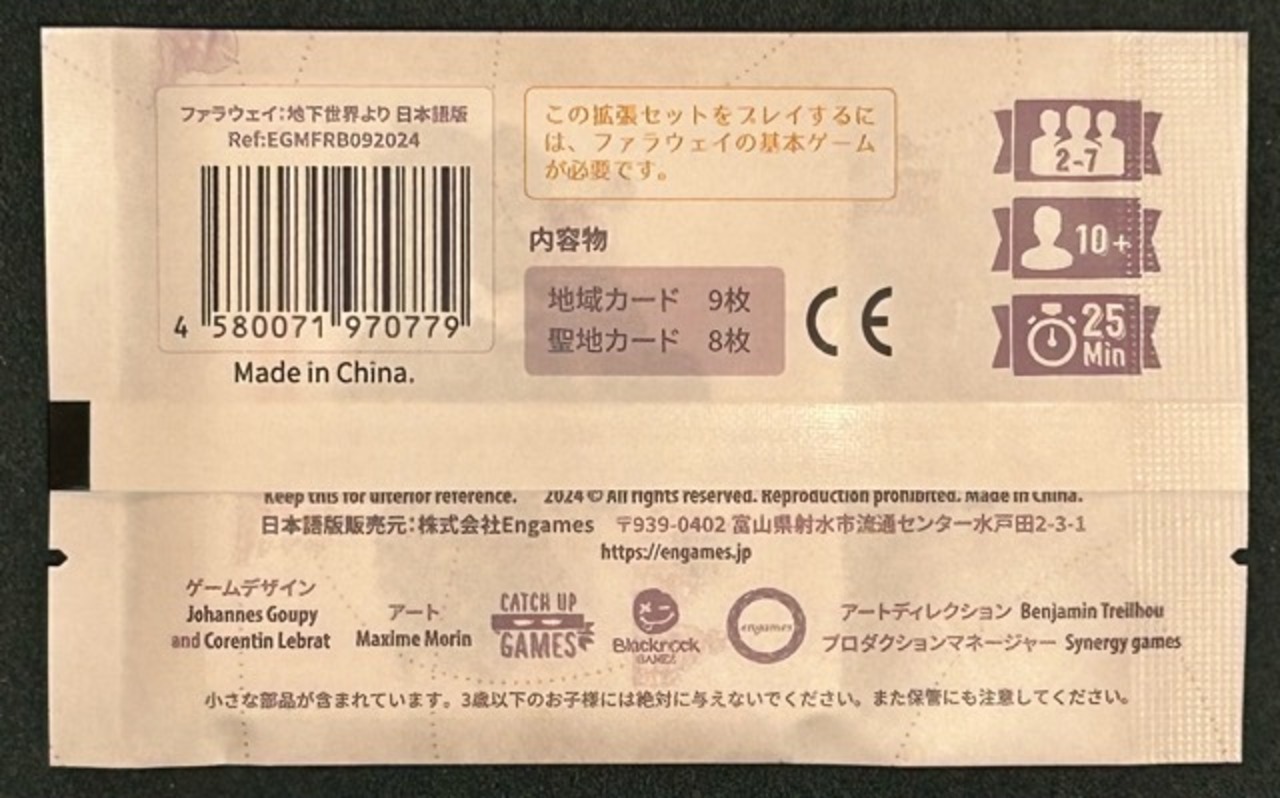 ファラウェイ：地下世界より 日本語版
Ref:EGMFRB092024
4 580071 970779
Made in China.
この拡張セットをプレイするに
は、ファラウェイの基本ゲーム
が必要です。
内容物
地域カード 9枚
聖地カード 8枚
CE
2-7
10+
25
Min
Keep this for ulterior reference. 2024 © All rights reserved. Reproduction prohibited. Made in China.
日本語版販売元：株式会社Engames 〒939-0402 富山県射水市流通センター水戸田2-3-1
https://engames.jp
ゲームデザイン
Johannes Goupy
and Corentin Lebrat
アート
Maxime Morin
CATCH UP
GAMES
Blackrock
GAMES
engames
アートディレクション Benjamin Treilhou
プロダクションマネージャー Synergy games
小さな部品が含まれています。3歳以下のお子様には絶対に与えないでください。また保管にも注意してください。